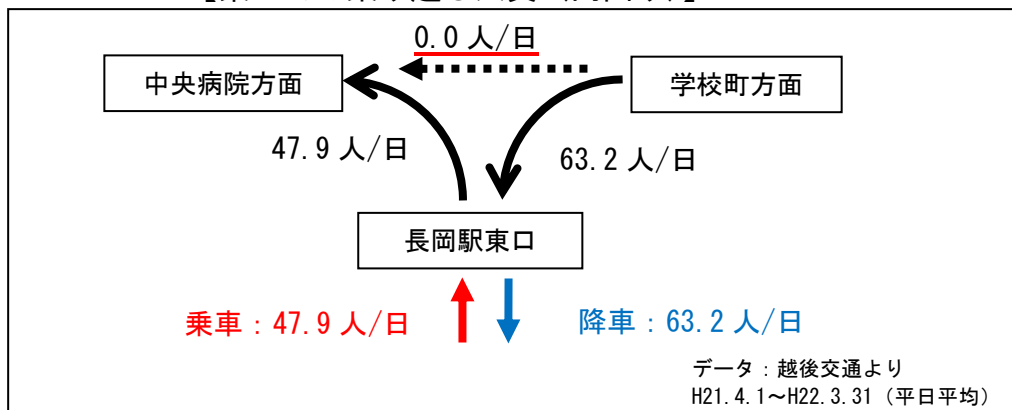 0.0 人/日
中央病院方面
学校町方面
47.9 人/日
63.2 人/日
長岡駅東口
乗車：47.9 人/日
降車：63.2 人/日
データ：越後交通より
H21.4.1～H22.3.31（平日平均）